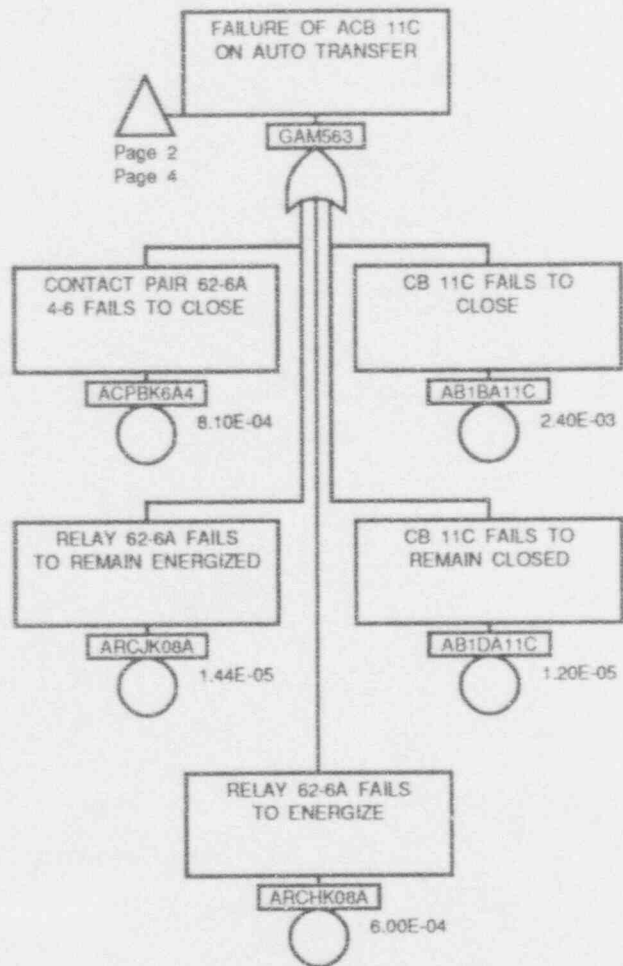 FAILURE OF ACB 11C
ON AUTO TRANSFER
GAM563
Page 2
Page 4
CONTACT PAIR 62-6A
4-6 FAILS TO CLOSE
ACPBK6A4
8.10E-04
CB 11C FAILS TO
CLOSE
AB1BA11C
2.40E-03
RELAY 62-6A FAILS
TO REMAIN ENERGIZED
ARCJK08A
1.44E-05
CB 11C FAILS TO
REMAIN CLOSED
AB1DA11C
1.20E-05
RELAY 62-6A FAILS
TO ENERGIZE
ARCHK08A
6.00E-04